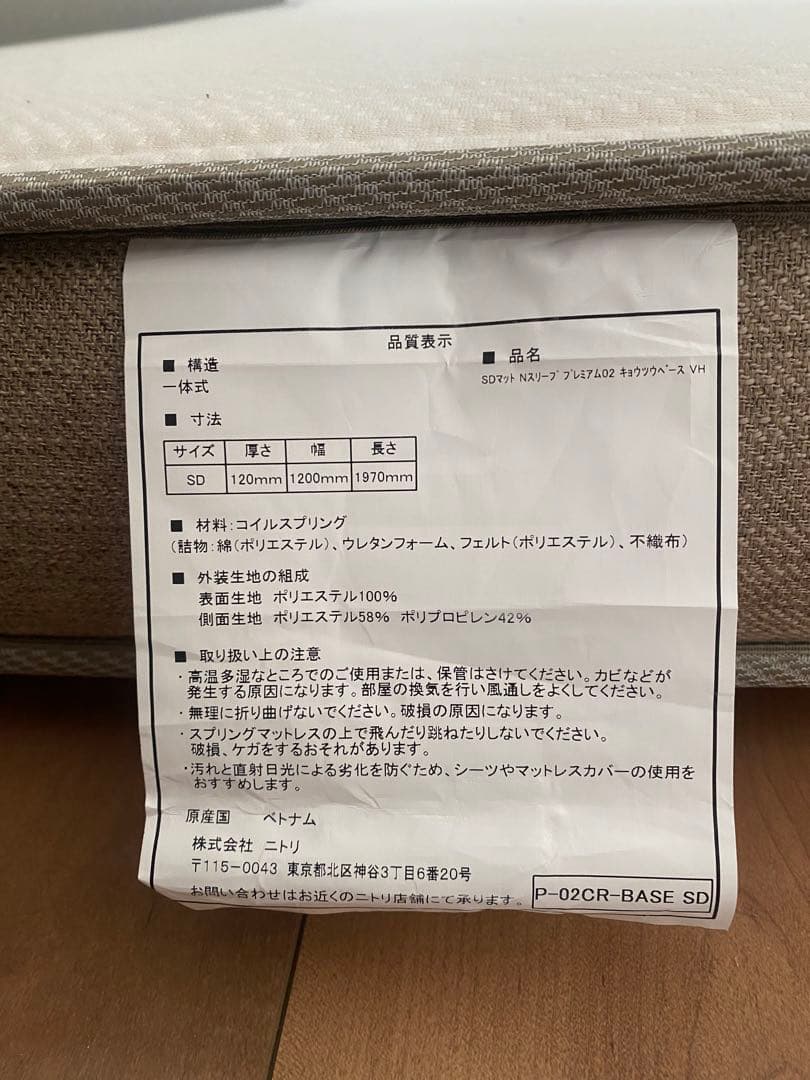 品質表示
■ 構造
一体式
■ 品名
SDマット Nスリープ プレミアム02 キョウツウベース VH
■ 寸法
サイズ 厚さ 幅 長さ
SD 120mm 1200mm 1970mm
■ 材料:コイルスプリング
(詰物:綿(ポリエステル)、ウレタンフォーム、フェルト(ポリエステル)、不織布)
■ 外装生地の組成
表面生地 ポリエステル100%
側面生地 ポリエステル58% ポリプロピレン42%
■ 取り扱い上の注意
・高温多湿なところでのご使用または、保管はさけてください。カビなどが
発生する原因になります。部屋の換気を行い風通しをよくしてください。
・無理に折り曲げないでください。破損の原因になります。
・スプリングマットレスの上で飛んだり跳ねたりしないでください。
破損、ケガをするおそれがあります。
・汚れと直射日光による劣化を防ぐため、シーツやマットレスカバーの使用を
おすすめします。
原産国 ベトナム
株式会社 ニトリ
〒115-0043 東京都北区神谷3丁目6番20号
お問い合わせはお近くのニトリ店舗にて承ります。
P-02CR-BASE SD